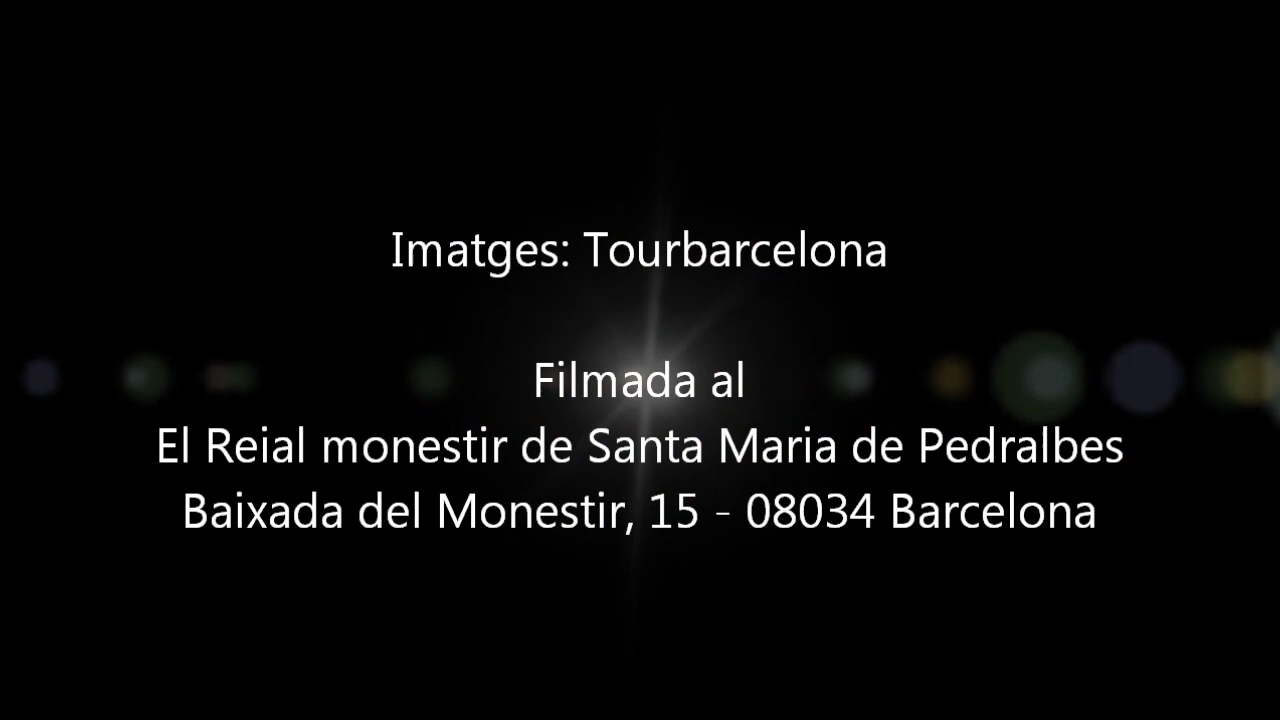 Imatges: Tourbarcelona
Filmada al
El Reial monestir de Santa Maria de Pedralbes
Baixada del Monestir, 15 - 08034 Barcelona